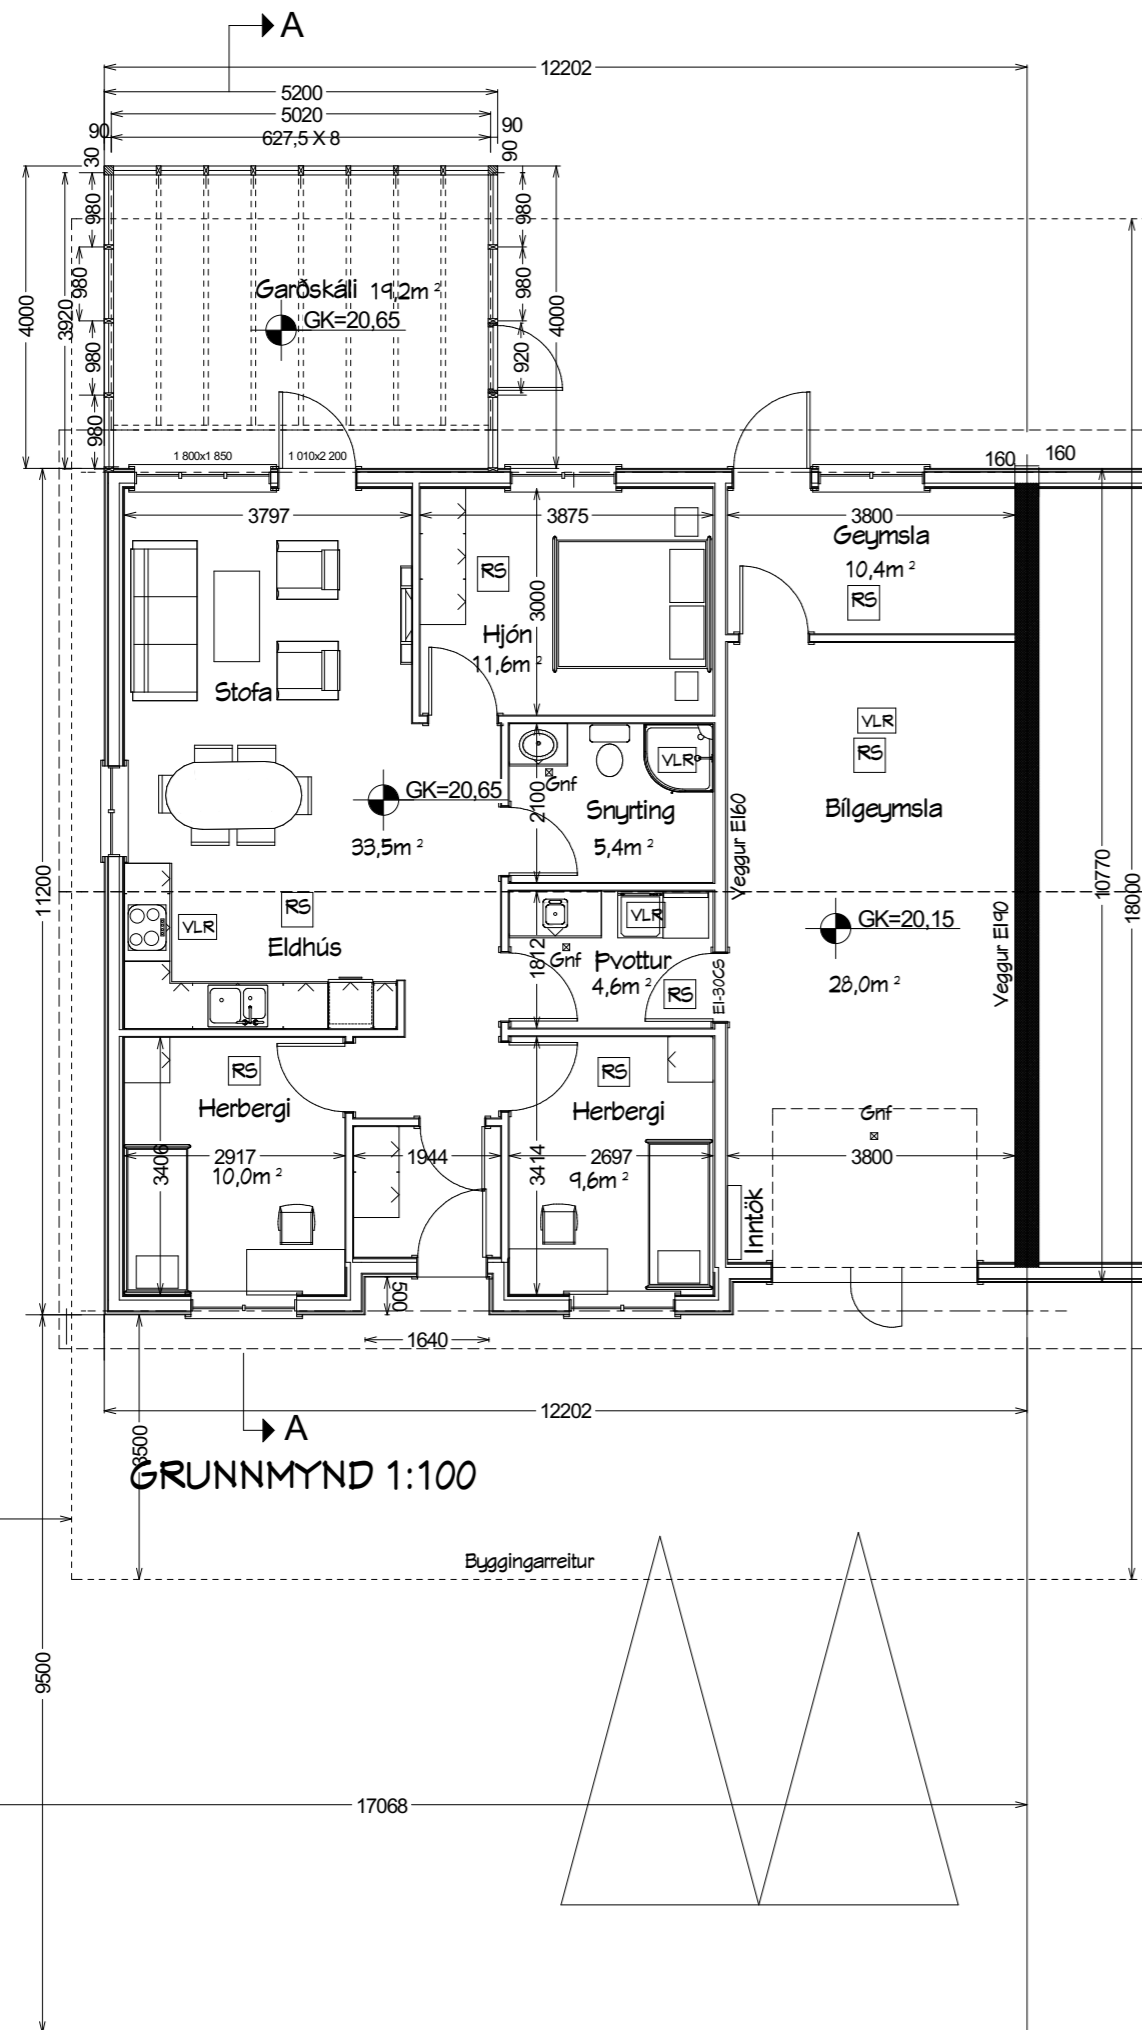 A
12202
5200
5020
90
627,5 X 8
90
30
90
980
980
980
980
980
980
920
4000
3920
4000
Garðskáli 19,2m²
GK=20,65
1 800x1 850
1 010x2 200
160
160
3797
3875
3800
Geymsla
10,4m²
RS
RS
3000
Hjón
11,6m²
Stofa
VLR
RS
VLR
Gnf
GK=20,65
2100
Snyrting
5,4m²
33,5m²
Veggur EI60
Bílgeymsla
11200
10770
18000
RS
VLR
Eldhús
VLR
Gnf
1812
Þvottur
4,6m²
RS
EI-30CS
GK=20,15
28,0m²
Veggur EI90
RS
Herbergi
RS
Herbergi
Gnf
3406
2917
10,0m²
1944
3414
2697
9,6m²
3800
Inntök
500
1640
12202
A
3500
GRUNNMYND 1:100
Byggingarreitur
9500
17068